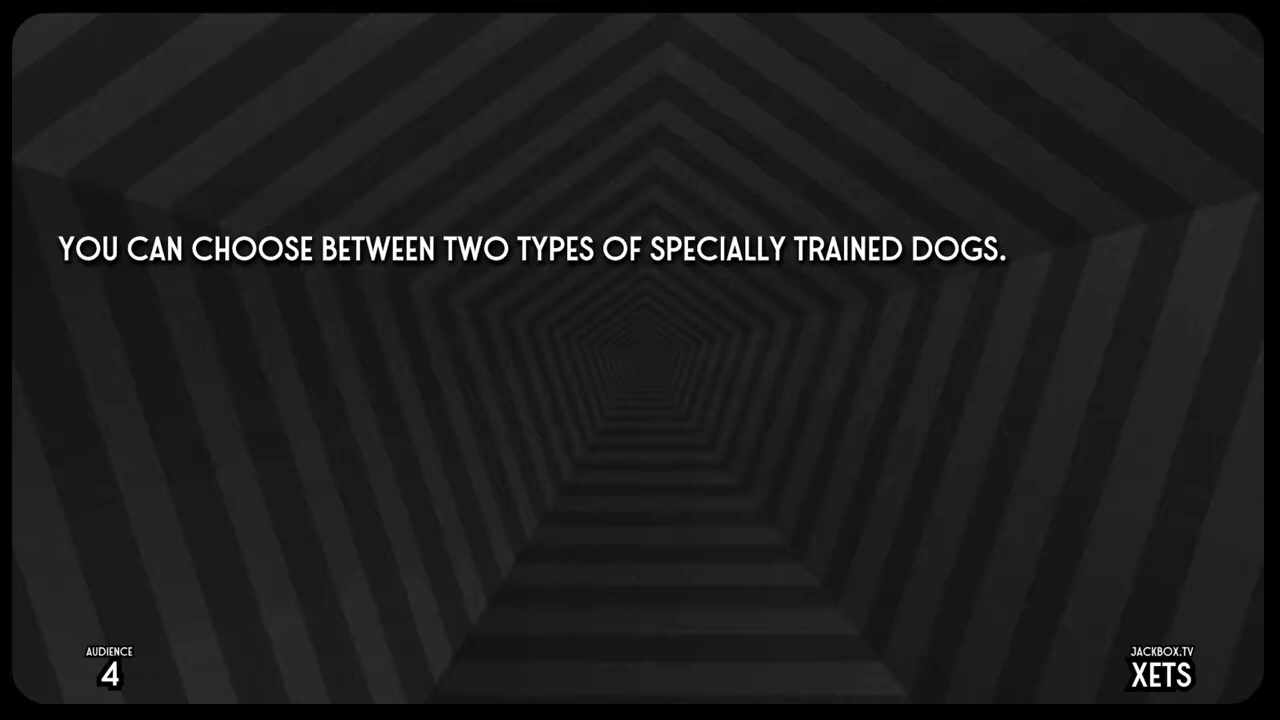 YOU CAN CHOOSE BETWEEN TWO TYPES OF SPECIALLY TRAINED DOGS.
AUDIENCE
4
JACKBOX.TV
XETS